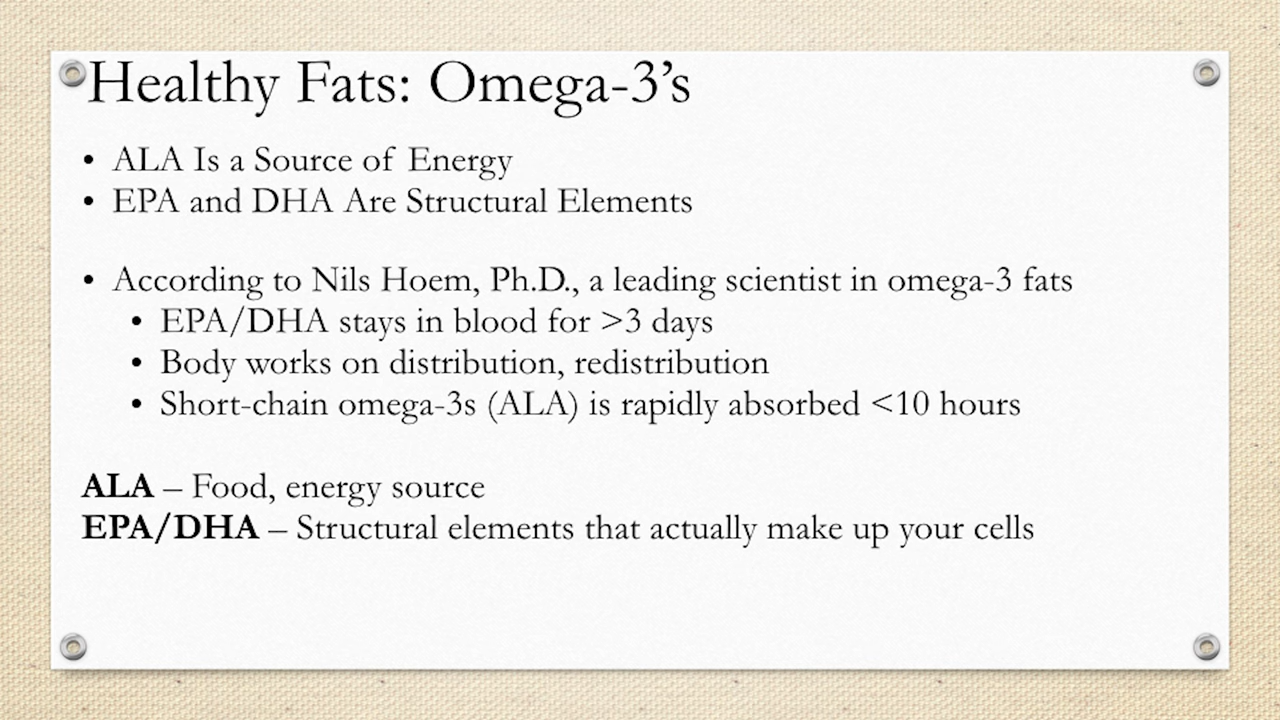 Healthy Fats: Omega-3’s
• ALA Is a Source of Energy
• EPA and DHA Are Structural Elements
• According to Nils Hoem, Ph.D., a leading scientist in omega-3 fats
• EPA/DHA stays in blood for >3 days
• Body works on distribution, redistribution
• Short-chain omega-3s (ALA) is rapidly absorbed <10 hours
ALA – Food, energy source
EPA/DHA – Structural elements that actually make up your cells